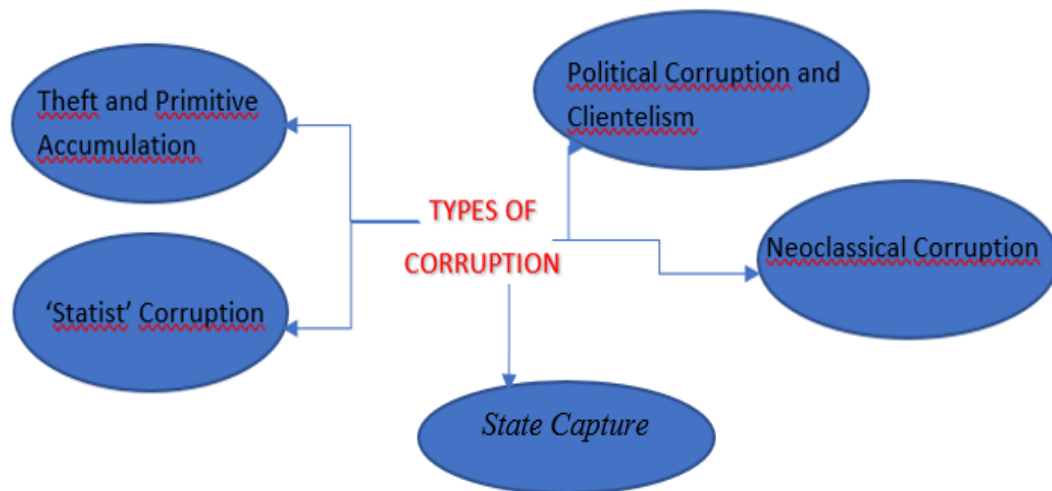 Theft and Primitive
Accumulation
Political Corruption and
Clientelism
TYPES OF
CORRUPTION
Neoclassical Corruption
‘Statist’ Corruption
State Capture